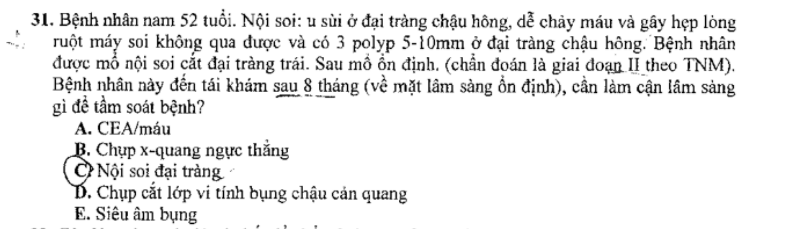 31. Bệnh nhân nam 52 tuổi. Nội soi: u sùi ở đại tràng chậu hông, dễ chảy máu và gây hẹp lòng
ruột máy soi không qua được và có 3 polyp 5-10mm ở đại tràng chậu hông. Bệnh nhân
được mổ nội soi cắt đại tràng trái. Sau mổ ổn định. (chẩn đoán là giai đoạn II theo TNM).
Bệnh nhân này đến tái khám sau 8 tháng (về mặt lâm sàng ổn định), cần làm cận lâm sàng
gì để tầm soát bệnh?
A. CEA/máu
B. Chụp x-quang ngực thẳng
C. Nội soi đại tràng
D. Chụp cắt lớp vi tính bụng chậu cản quang
E. Siêu âm bụng